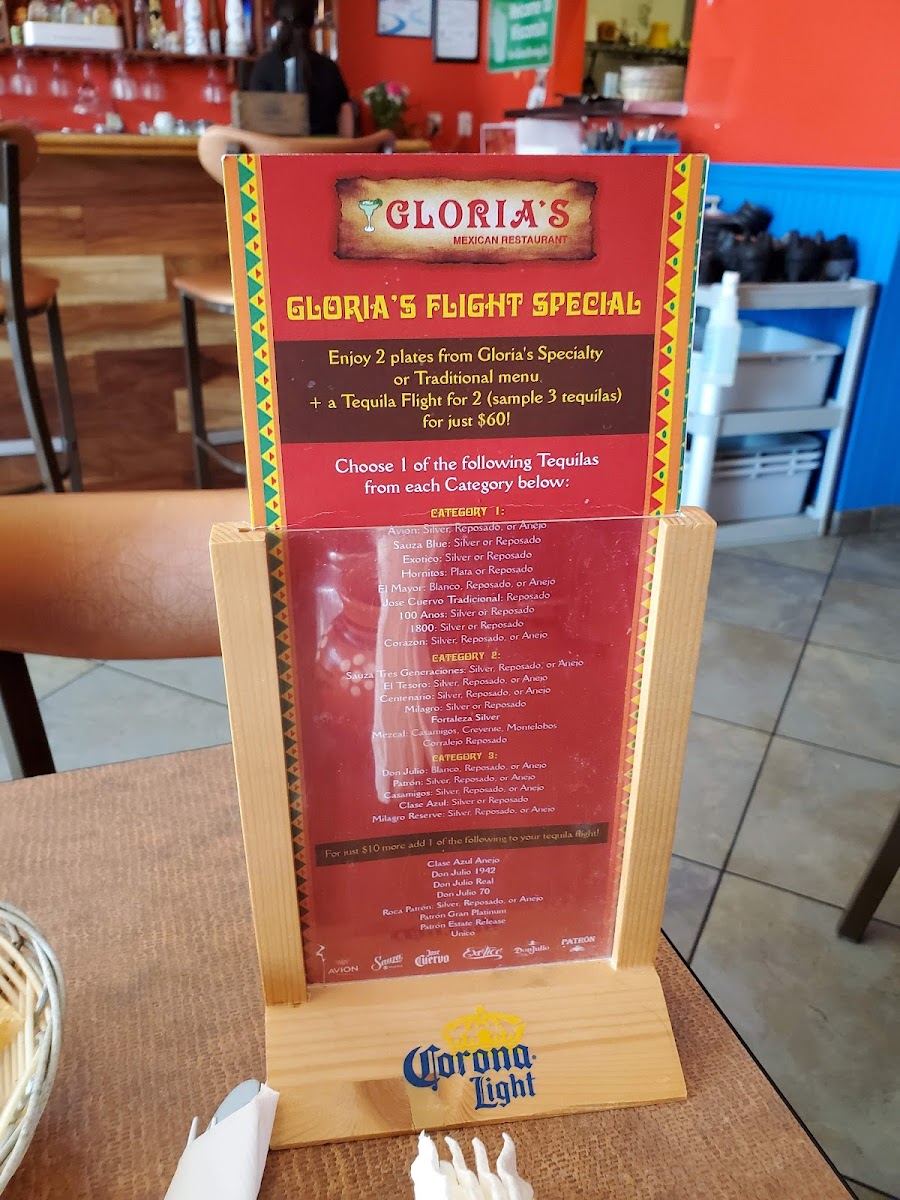 GLORIA'S
MEXICAN RESTAURANT
GLORIA'S FLIGHT SPECIAL
Enjoy 2 plates from Gloria's Specialty
or Traditional menu
+ a Tequila Flight for 2 (sample 3 tequilas)
for just $60!
Choose 1 of the following Tequilas
from each Category below:
CATEGORY 1:
Avion: Silver, Reposado, or Anejo
Sauza Blue: Silver or Reposado
Exotico: Silver or Reposado
Hornitos: Plata or Reposado
El Mayor: Blanco, Reposado, or Anejo
Jose Cuervo Tradicional: Reposado
100 Anos: Silver or Reposado
1800: Silver or Reposado
Corazon: Silver, Reposado, or Anejo
CATEGORY 2:
Sauza Tres Generaciones: Silver, Reposado, or Anejo
El Tesoro: Silver, Reposado, or Anejo
Centenario: Silver, Reposado, or Anejo
Milagro: Silver or Reposado
Fortaleza Silver
Mezcal: Casamigos, Creyente, Montelobos
Corralejo Reposado
CATEGORY 3:
Don Julio: Blanco, Reposado, or Anejo
Patrón: Silver, Reposado, or Anejo
Casamigos: Silver, Reposado, or Anejo
Clase Azul: Silver or Reposado
Milagro Reserve: Silver, Reposado, or Anejo
For just $10 more add 1 of the following to your tequila flight!
Clase Azul Anejo
Don Julio 1942
Don Julio Real
Don Julio 70
Roca Patrón: Silver, Reposado, or Anejo
Patrón Gran Platinum
Patrón Estate Release
Unico
AVION Sauza Jose Cuervo Exotico Don Julio PATRÓN
Corona
Light